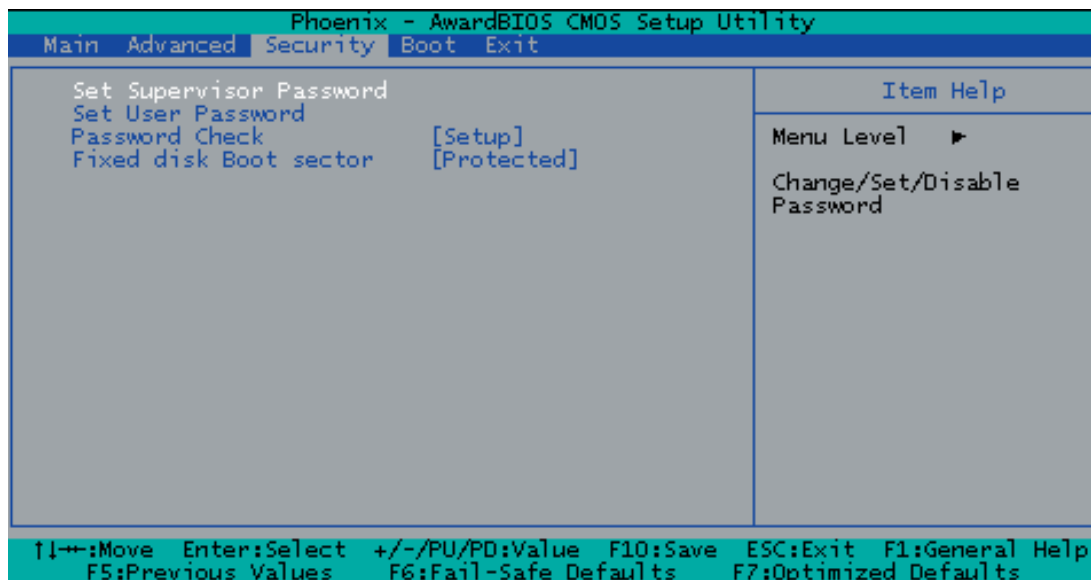 Phoenix - AwardBIOS CMOS Setup Utility
Main Advanced Security Boot Exit
Set Supervisor Password
Set User Password
Password Check [Setup]
Fixed disk Boot sector [Protected]
Item Help
Menu Level ►
Change/Set/Disable
Password
↑↓→←:Move Enter:Select +/-/PU/PD:Value F10:Save ESC:Exit F1:General Help
F5:Previous Values F6:Fail-Safe Defaults F7:Optimized Defaults